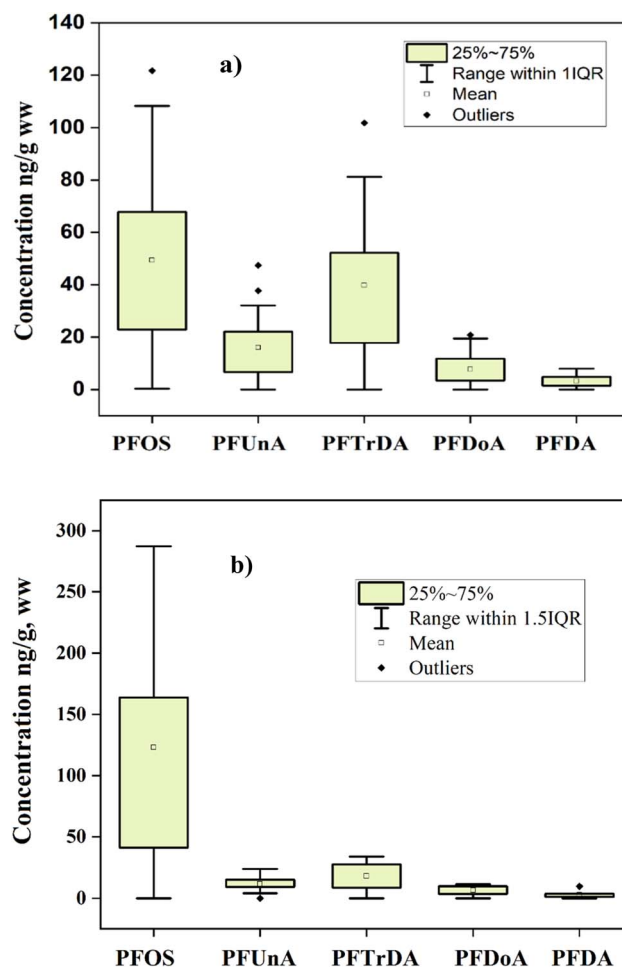 140
120
100
80
60
40
20
0
Concentration ng/g ww
a)
25%~75%
Range within 1IQR
Mean
Outliers
PFOS PFUnA PFTrDA PFDoA PFDA
300
250
200
150
100
50
0
Concentration ng/g, ww
b)
25%~75%
Range within 1.5IQR
Mean
Outliers
PFOS PFUnA PFTrDA PFDoA PFDA